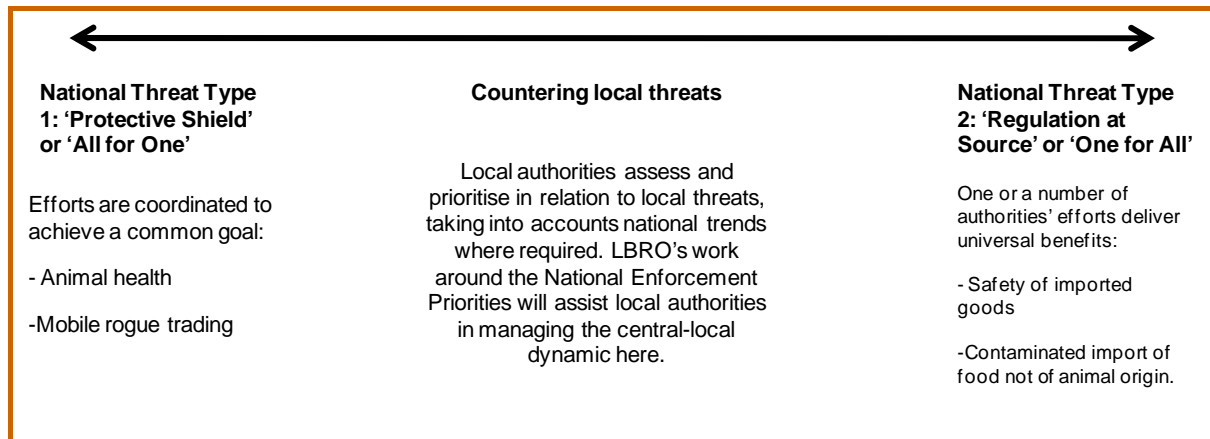 National Threat Type
1: ‘Protective Shield’
or ‘All for One’
Efforts are coordinated to
achieve a common goal:
- Animal health
-Mobile rogue trading
Countering local threats
Local authorities assess and
prioritise in relation to local threats,
taking into accounts national trends
where required. LBRO’s work
around the National Enforcement
Priorities will assist local authorities
in managing the central-local
dynamic here.
National Threat Type
2: ‘Regulation at
Source’ or ‘One for All’
One or a number of
authorities’ efforts deliver
universal benefits:
- Safety of imported
goods
-Contaminated import of
food not of animal origin.